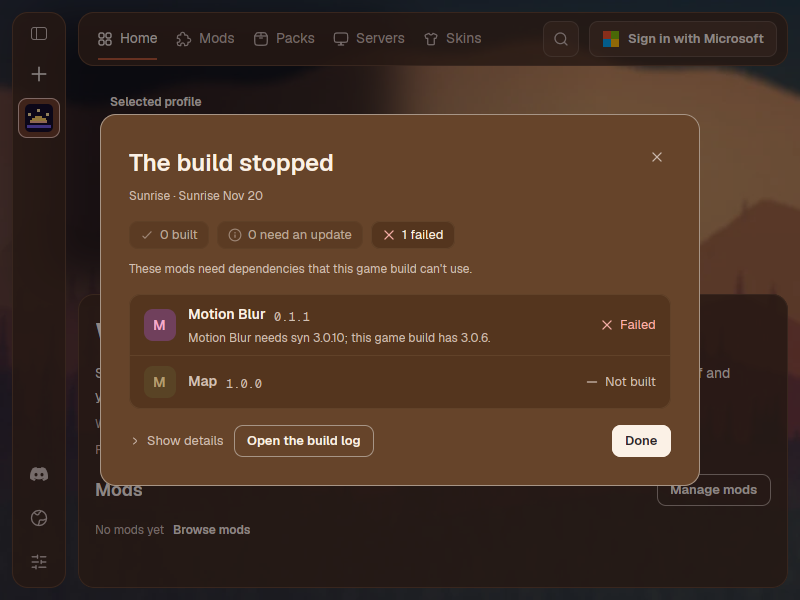 Home
Mods
Packs
Servers
Skins
Sign in with Microsoft
Selected profile
The build stopped
Sunrise · Sunrise Nov 20
0 built
0 need an update
1 failed
These mods need dependencies that this game build can't use.
M
Motion Blur 0.1.1
Motion Blur needs syn 3.0.10; this game build has 3.0.6.
Failed
M
Map 1.0.0
Not built
and
Show details
Open the build log
Done
Mods
Manage mods
No mods yet Browse mods